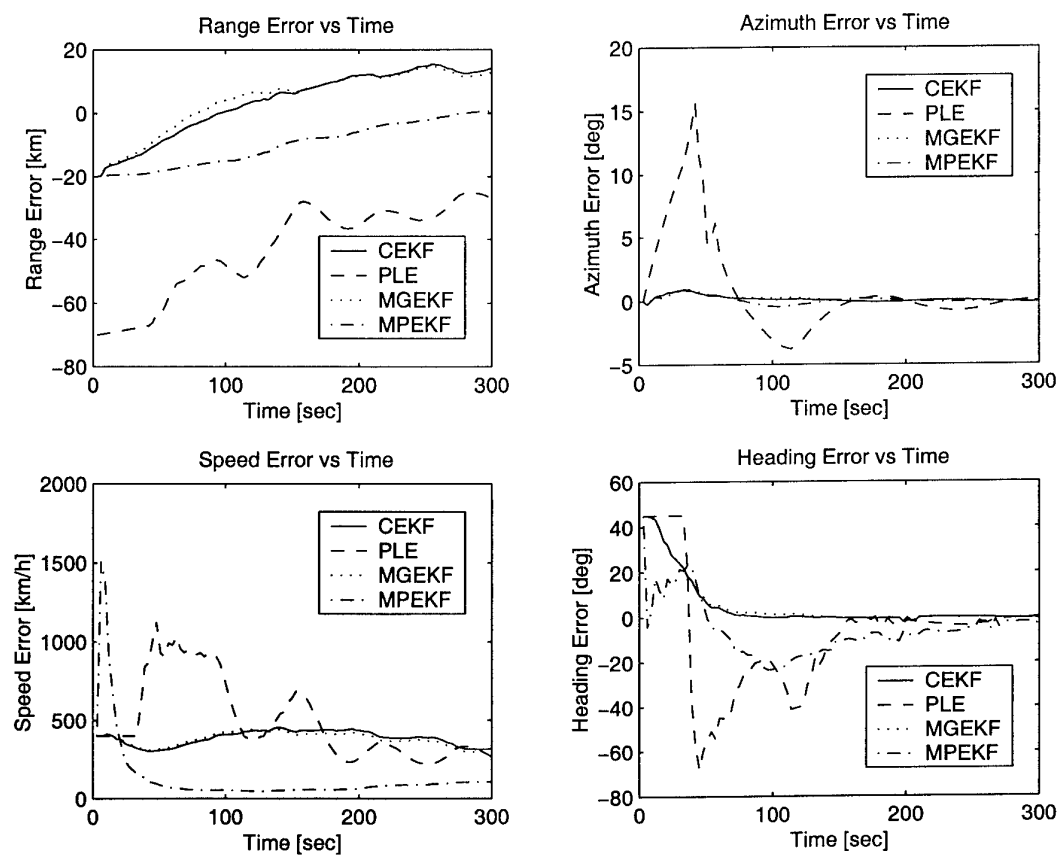 Range Error vs Time
20
0
−20
−40
−60
−80
Range Error [km]
CEKF
PLE
MGEKF
MPEKF
0
100
200
300
Time [sec]
Azimuth Error vs Time
20
15
10
5
0
−5
Azimuth Error [deg]
CEKF
PLE
MGEKF
MPEKF
0
100
200
300
Time [sec]
Speed Error vs Time
2000
1500
1000
500
0
Speed Error [km/h]
CEKF
PLE
MGEKF
MPEKF
0
100
200
300
Time [sec]
Heading Error vs Time
60
40
20
0
−20
−40
−60
−80
Heading Error [deg]
CEKF
PLE
MGEKF
MPEKF
0
100
200
300
Time [sec]